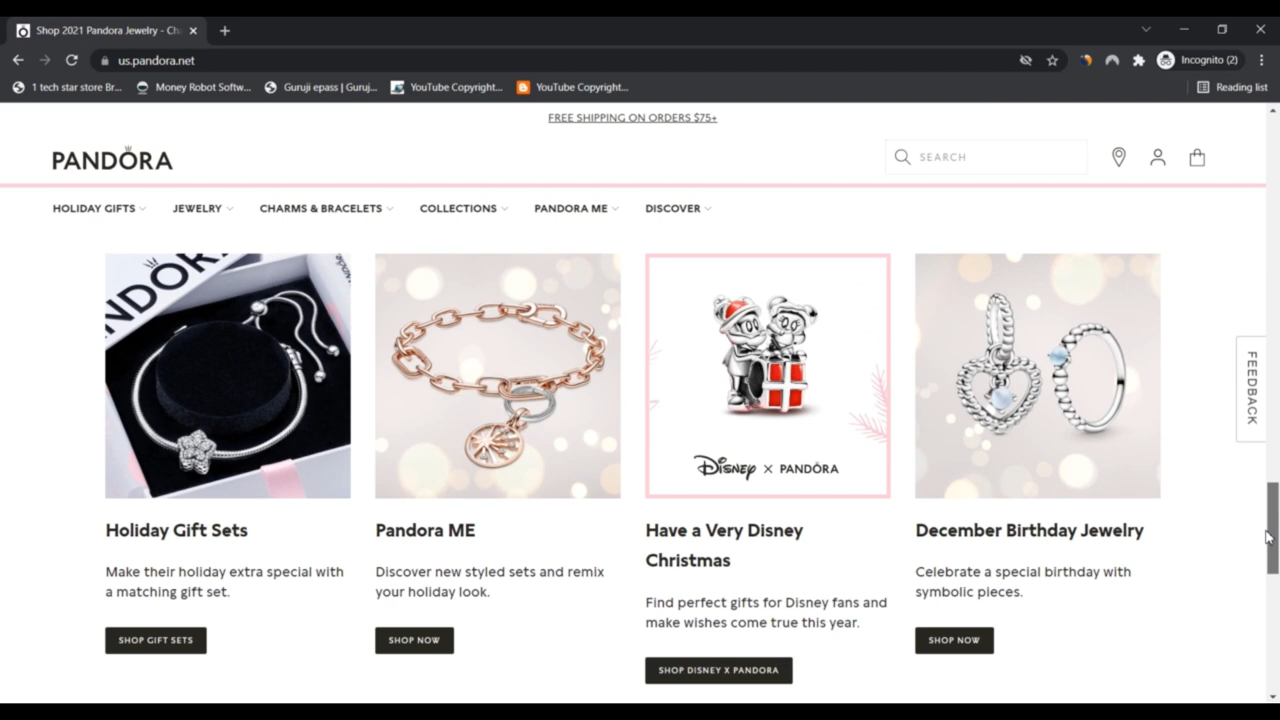 Shop 2021 Pandora Jewelry - Ch
us.pandora.net
Incognito (2)
1 tech star store Br...
Money Robot Softw...
Guruji epass | Guruj...
YouTube Copyright...
YouTube Copyright...
Reading list
FREE SHIPPING ON ORDERS $75+
PANDORA
SEARCH
HOLIDAY GIFTS
JEWELRY
CHARMS & BRACELETS
COLLECTIONS
PANDORA ME
DISCOVER
NDOR
Disney × PANDORA
FEEDBACK
Holiday Gift Sets
Make their holiday extra special with
a matching gift set.
SHOP GIFT SETS
Pandora ME
Discover new styled sets and remix
your holiday look.
SHOP NOW
Have a Very Disney
Christmas
Find perfect gifts for Disney fans and
make wishes come true this year.
SHOP DISNEY X PANDORA
December Birthday Jewelry
Celebrate a special birthday with
symbolic pieces.
SHOP NOW